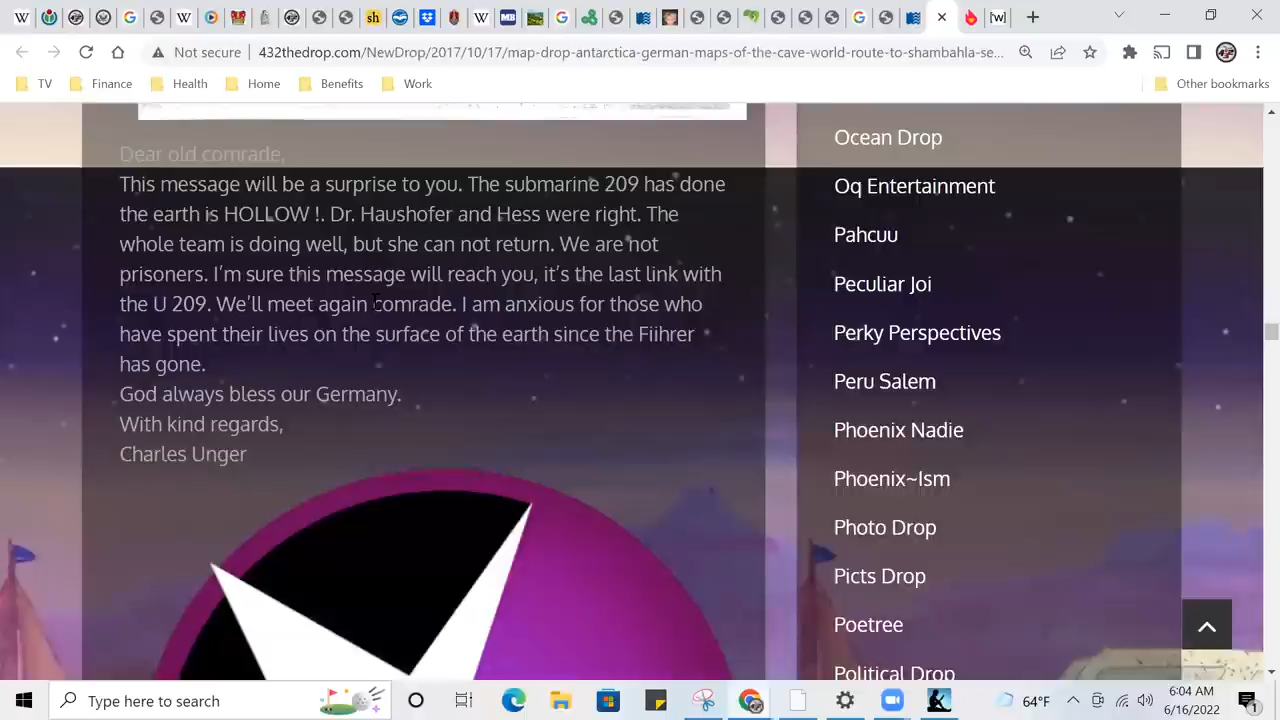 W
W
G
W
sh
W
MB
G
G
[w]
Not secure
432thedrop.com/NewDrop/2017/10/17/map-drop-antarctica-german-maps-of-the-cave-world-route-to-shambahla-se...
TV
Finance
Health
Home
Benefits
Work
Other bookmarks
Dear old comrade,
This message will be a surprise to you. The submarine 209 has done
the earth is HOLLOW !. Dr. Haushofer and Hess were right. The
whole team is doing well, but she can not return. We are not
prisoners. I'm sure this message will reach you, it's the last link with
the U 209. We'll meet again comrade. I am anxious for those who
have spent their lives on the surface of the earth since the Fiihrer
has gone.
God always bless our Germany.
With kind regards,
Charles Unger
Ocean Drop
Oq Entertainment
Pahcuu
Peculiar Joi
Perky Perspectives
Peru Salem
Phoenix Nadie
Phoenix~Ism
Photo Drop
Picts Drop
Poetree
Political Drop
Type here to search
64°F
6:04 AM
6/16/2022
1